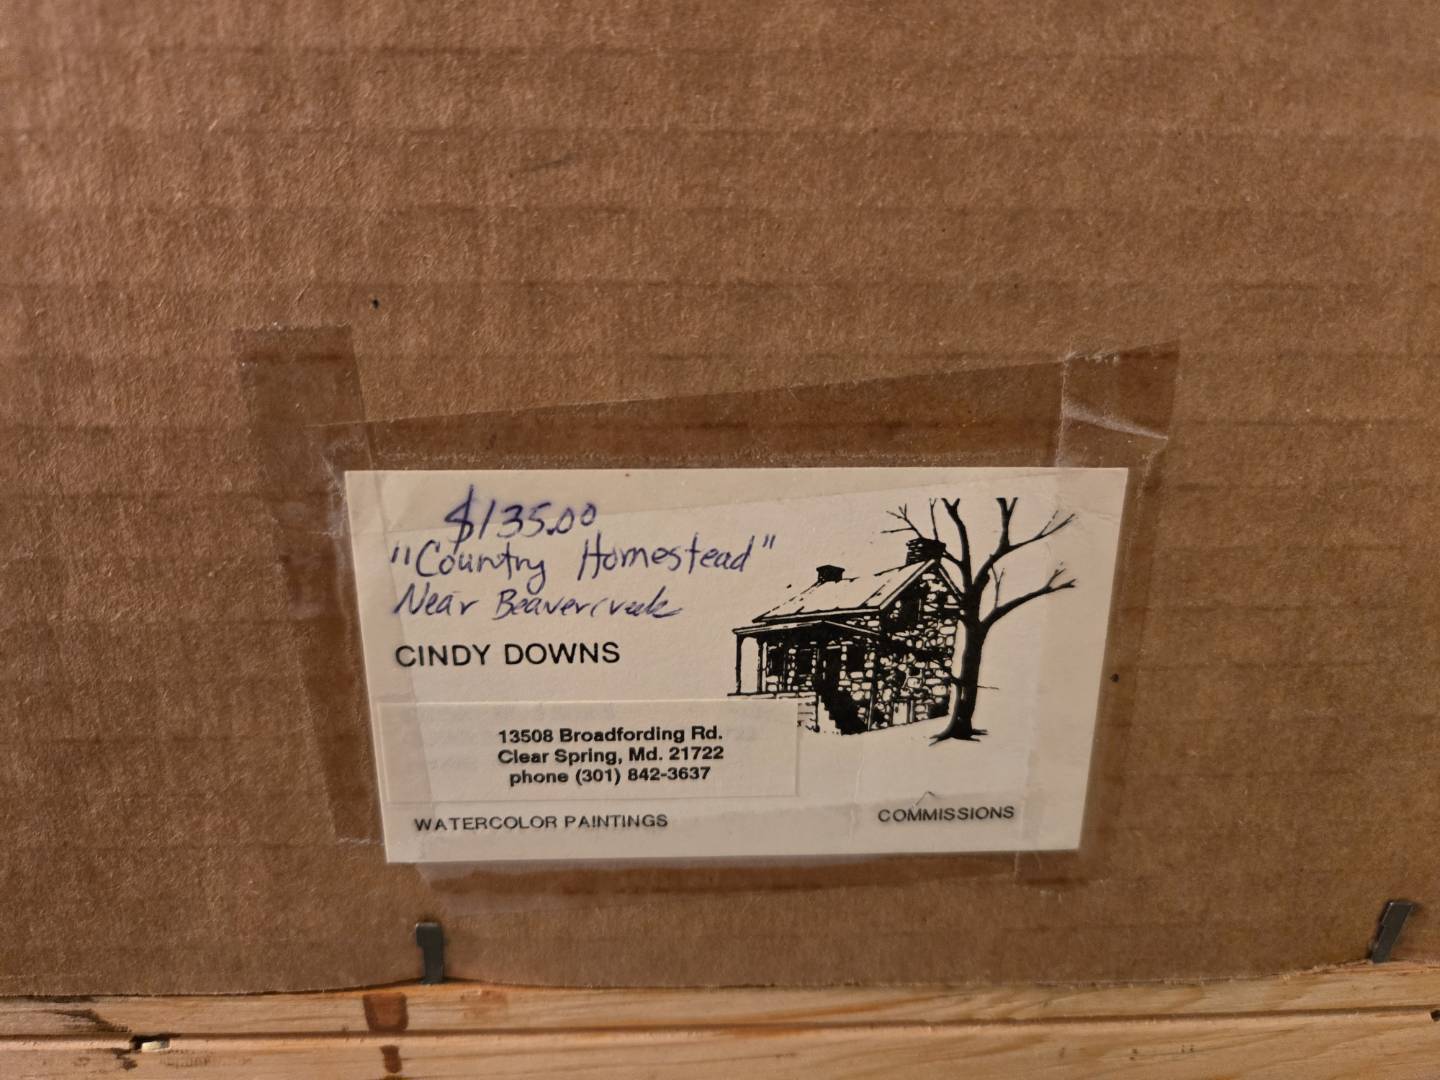 $135.00
"Country Homestead"
Near Beavercreek
CINDY DOWNS
13508 Broadfording Rd.
Clear Spring, Md. 21722
phone (301) 842-3637
WATERCOLOR PAINTINGS
COMMISSIONS